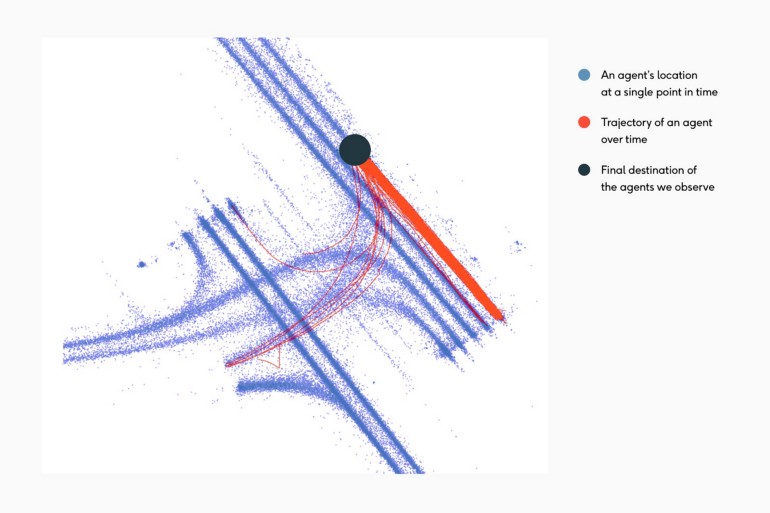 An agent's location
at a single point in time
Trajectory of an agent
over time
Final destination of
the agents we observe